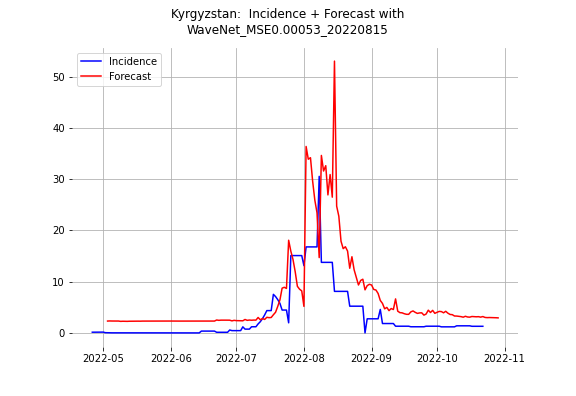 Kyrgyzstan:  Incidence + Forecast with
WaveNet_MSE0.00053_20220815
Incidence
Forecast
50
40
30
20
10
0
2022-05 2022-06 2022-07 2022-08 2022-09 2022-10 2022-11